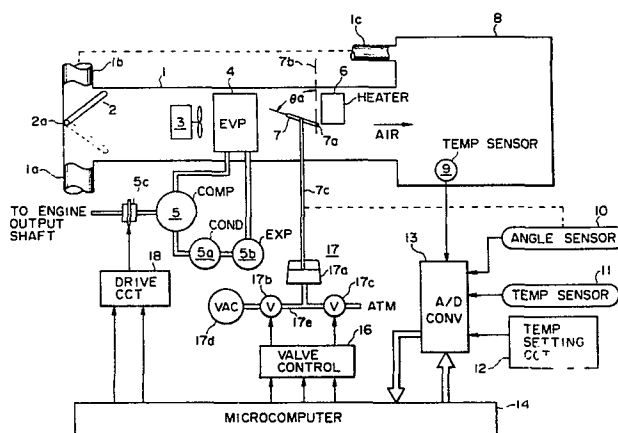 1c
8
1b
1
4
7b
6
θa
HEATER
2
2a
3
EVP
7
7a
AIR
TEMP SENSOR
9
1a
5c
COMP
7c
TO ENGINE
OUTPUT
SHAFT
5
COND
EXP
5a
5b
17
13
10
ANGLE SENSOR
18
DRIVE
CCT
17b
17a
17c
11
A/D
CONV
TEMP SENSOR
VAC
V
V
ATM
17d
17e
16
TEMP
SETTING
CCT
12
VALVE
CONTROL
MICROCOMPUTER
14